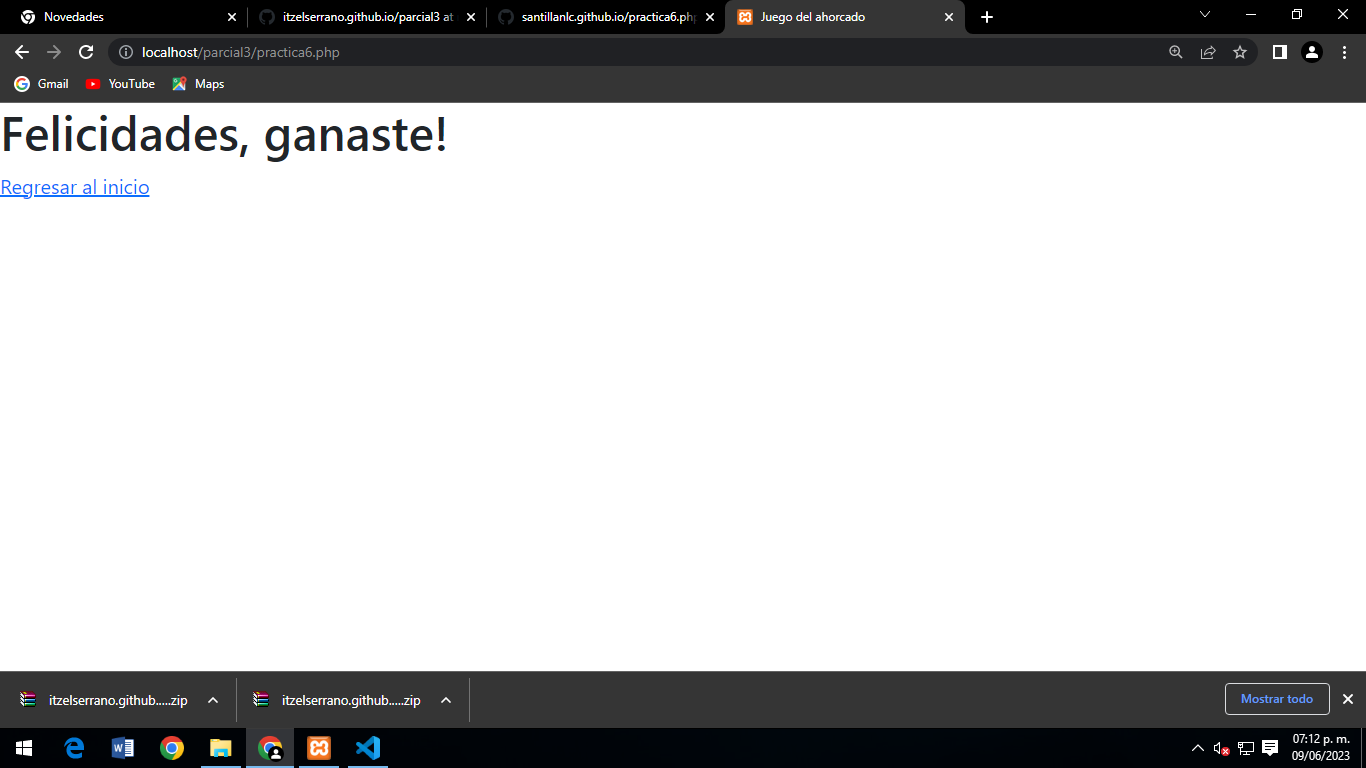 Novedades
itzelserrano.github.io/parcial3 at
santillanlc.github.io/practica6.php
Juego del ahorcado
localhost/parcial3/practica6.php
Gmail
YouTube
Maps
Felicidades, ganaste!
Regresar al inicio
itzelserrano.github.....zip
itzelserrano.github.....zip
Mostrar todo
07:12 p. m.
09/06/2023